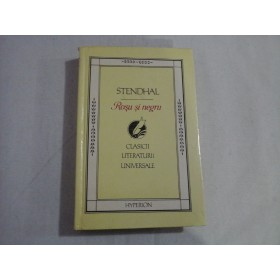 STENDHAL
Roşu şi negru
CLASICII
LITERATURII
UNIVERSALE
HYPERION